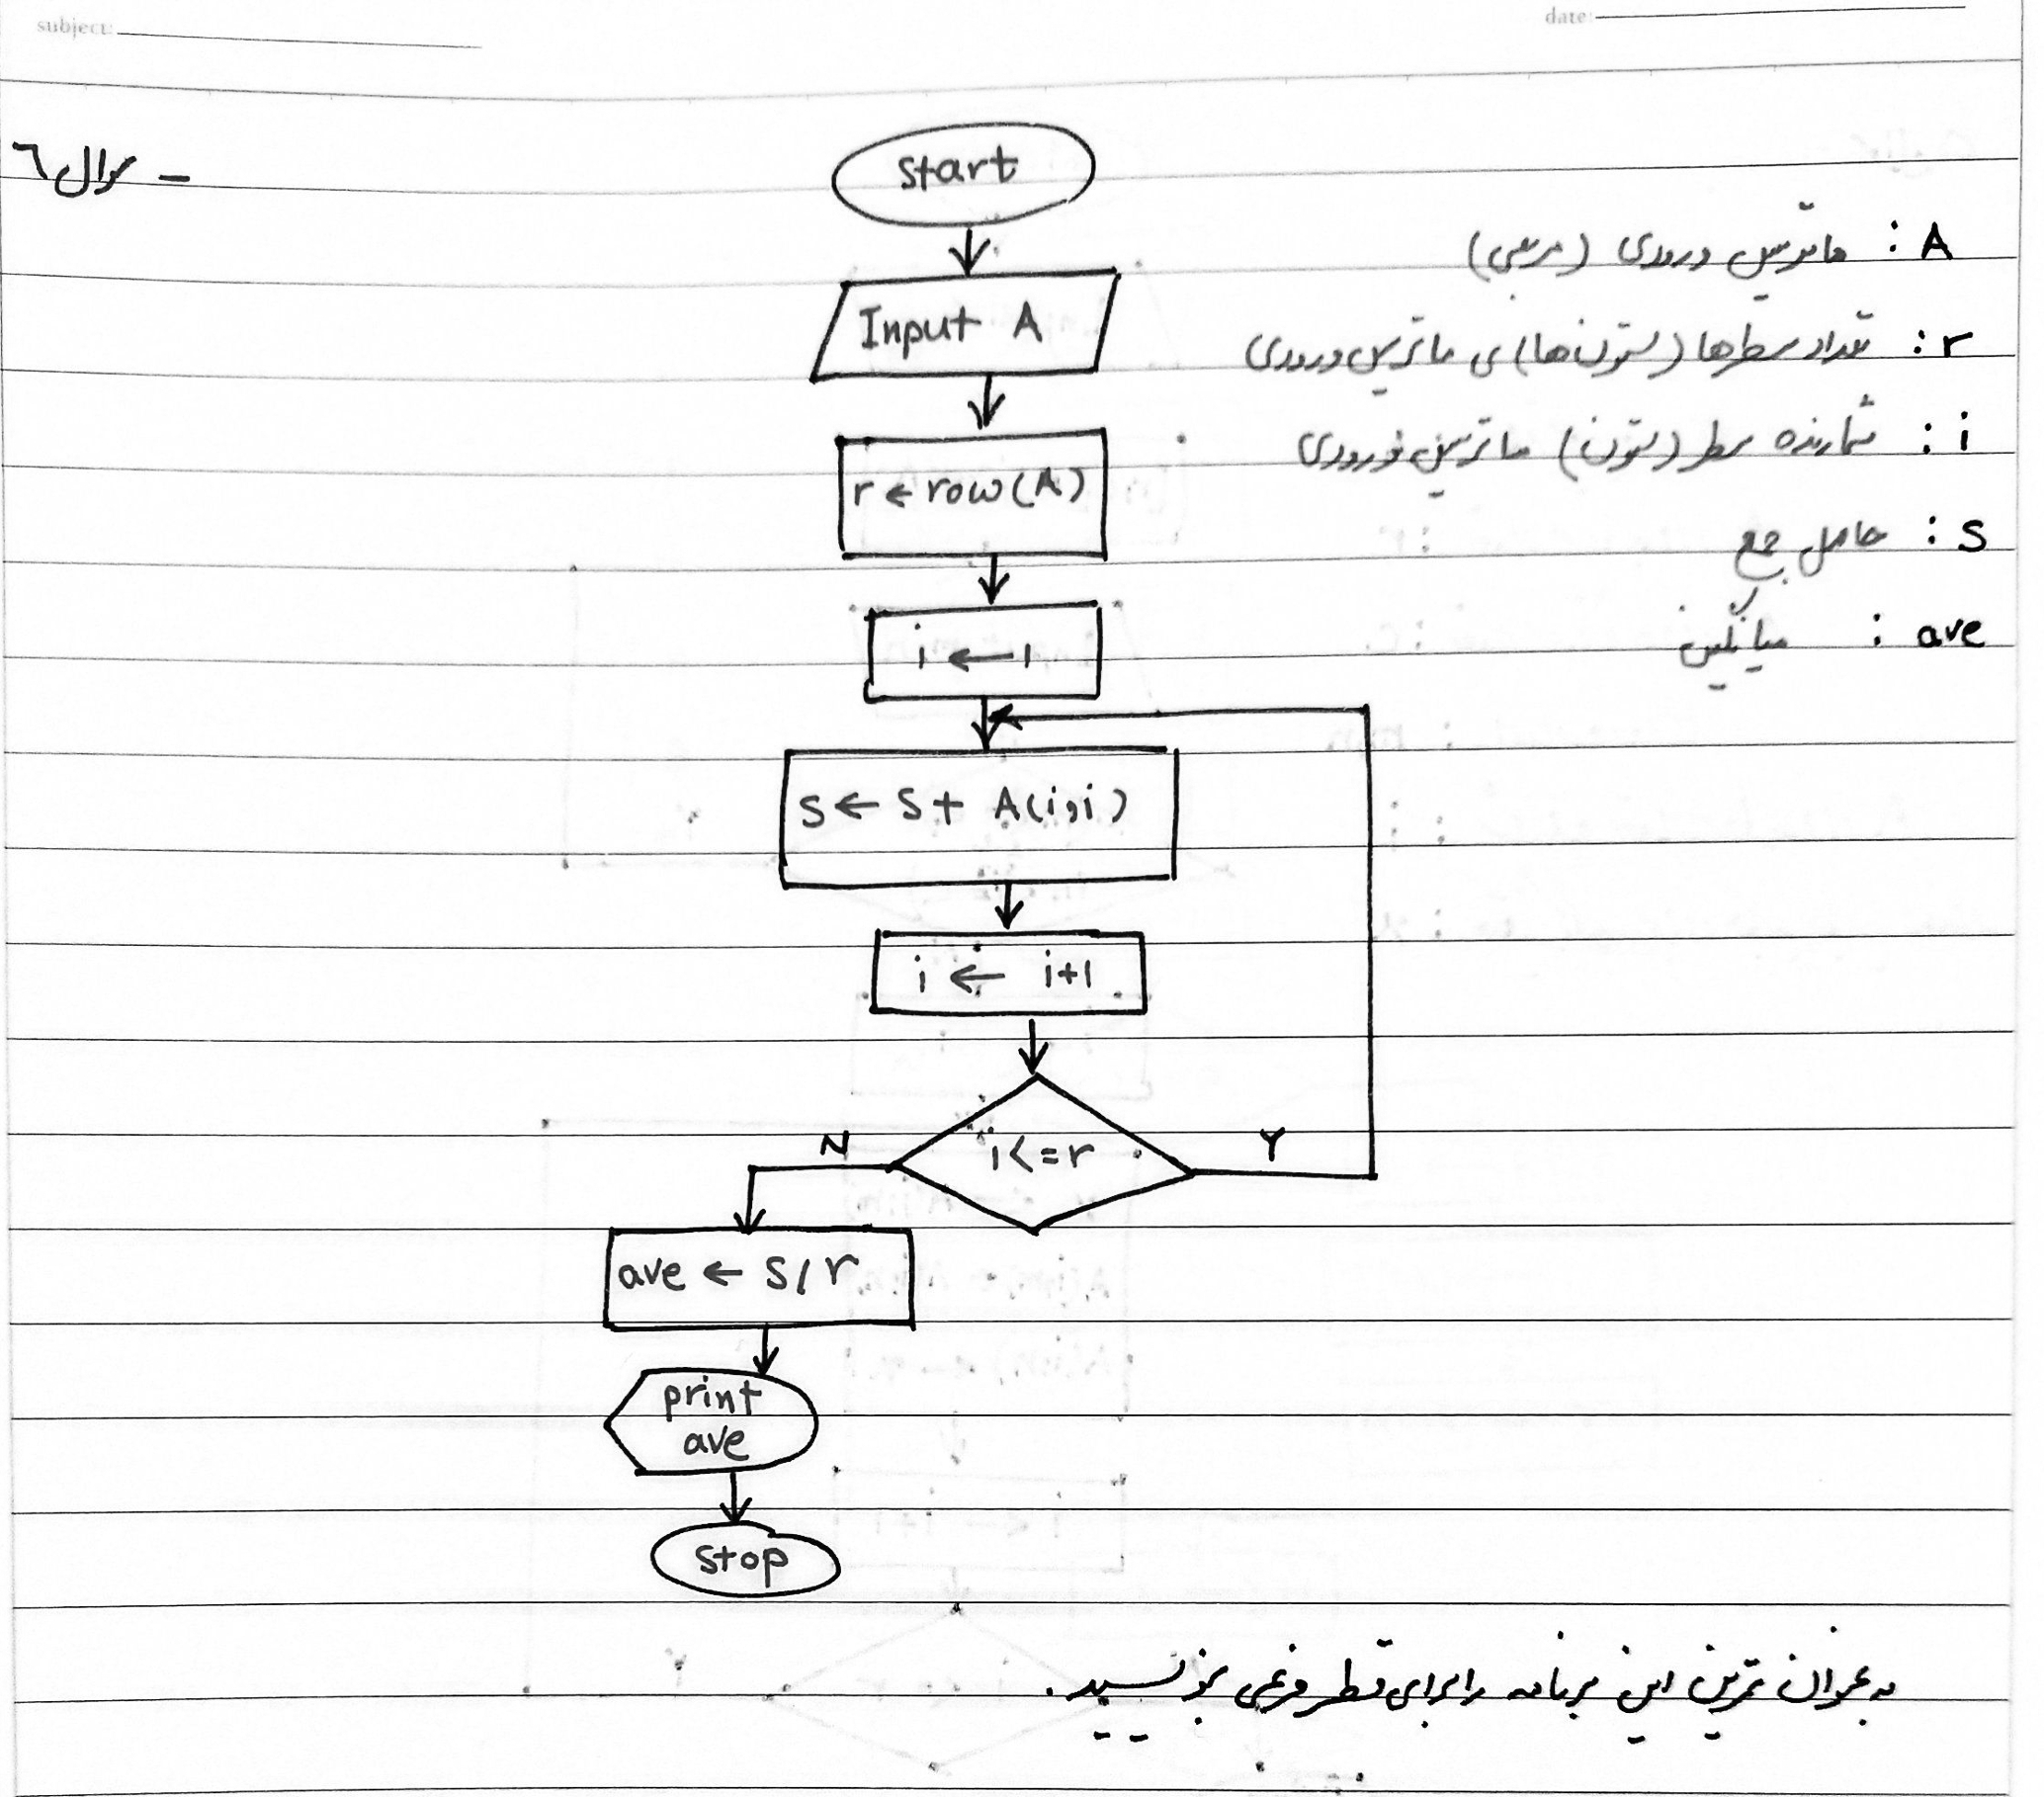 subject:
date:
- سوال ٦
start
A : ماتریس ورودی (مربعی)
Input A
r : تعداد سطرها (ستون‌ها) ی ماتریس ورودی
i : شمارنده سطر (ستون) ماتریس ورودی
r ← row(A)
S : حاصل جمع
ave : میانگین
i ← 1
S ← S + A(i,i)
i ← i+1
i<=r
N
Y
ave ← S/r
print
ave
stop
به عنوان تمرین این برنامه را برای قطر فرعی بنویسید.